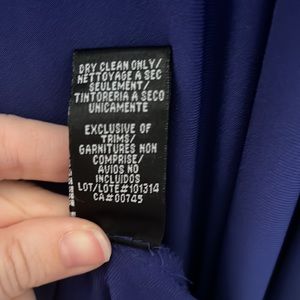 DRY CLEAN ONLY/
NETTOYAGE A SEC
SEULEMENT/
TINTORERIA A SECO
UNICAMENTE
EXCLUSIVE OF
TRIMS/
GARNITURES NON
COMPRISE/
AVIOS NO
INCLUIDOS
LOT/LOTE#101314
CA#00745